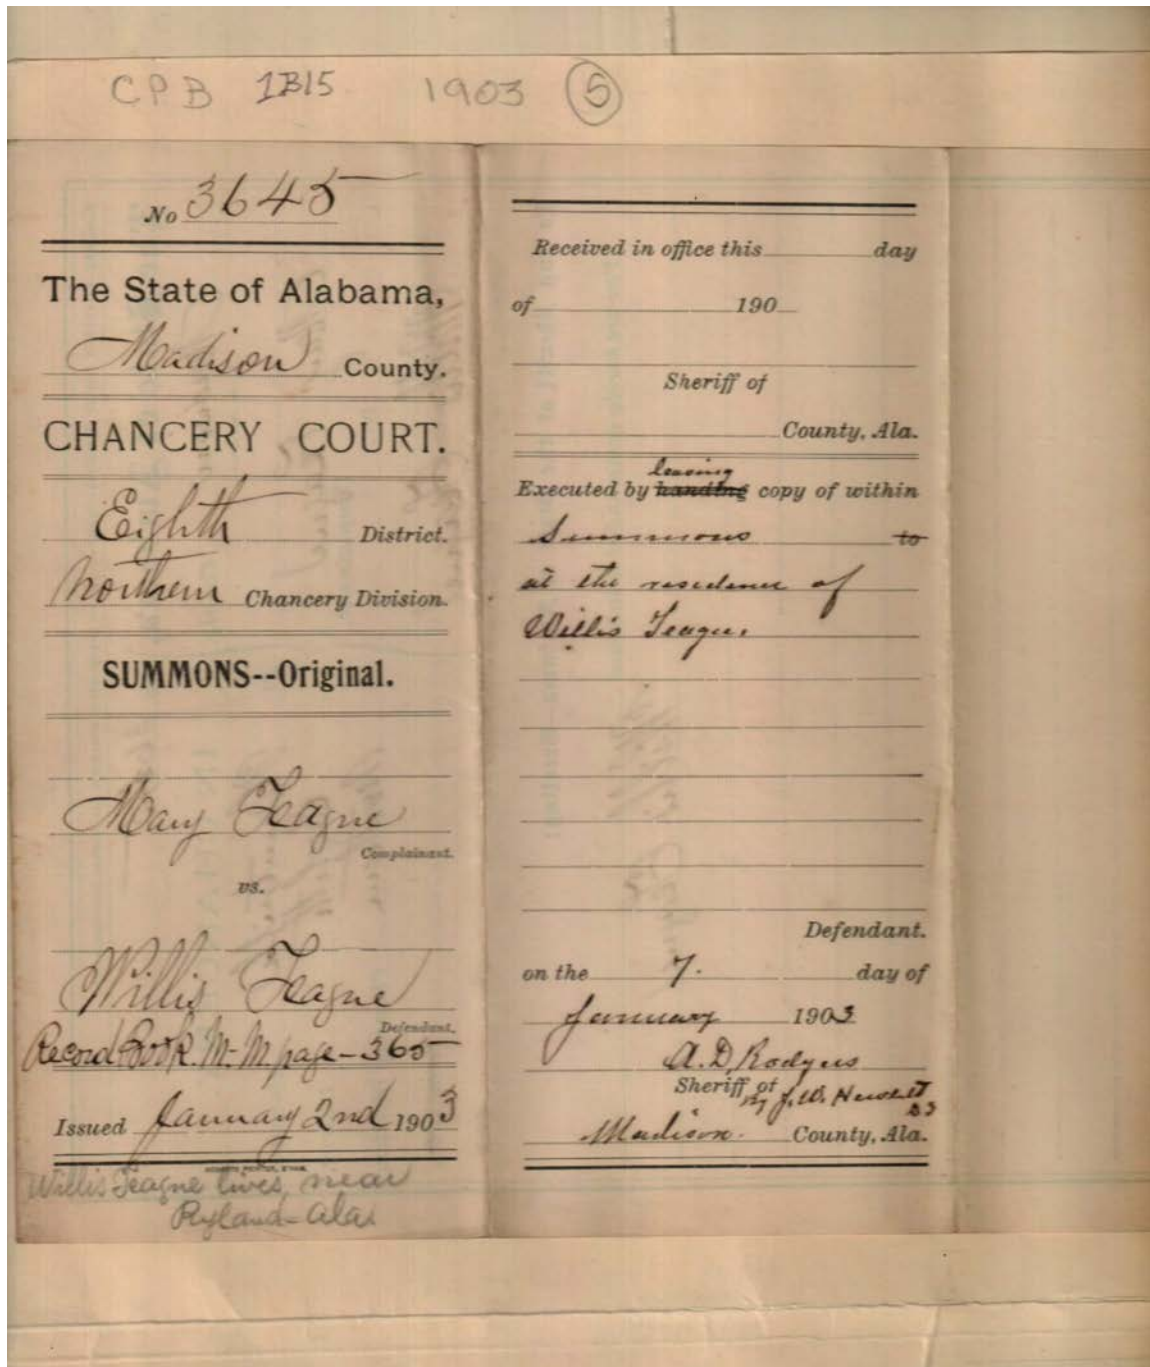 CPB 1B15 1903 5
No 3645
The State of Alabama,
Madison County.
CHANCERY COURT.
Eighth District.
Northern Chancery Division.
SUMMONS--Original.
Mary Teague
Complainant.
vs.
Willis Teague
Defendant.
Record Book M-M page-365
Issued January 2nd 1903
Willis Teague lives, near
Ryland-Ala.
Received in office this day
of 190
Sheriff of
County, Ala.
leaving
Executed by handing copy of within
Summons to
at the residence of
Willis Teague.
Defendant.
on the 7. day of
January 1903
A.D. Rodgers
Sheriff of
By J.W.
Madison. County, Ala.